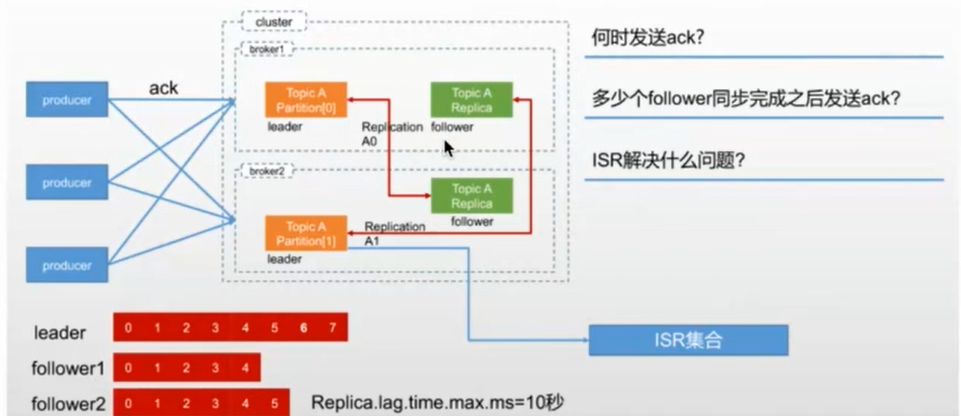 cluster
broker1
producer
ack
Topic A
Partition[0]
leader
Topic A
Replica
follower
Replication
A0
producer
broker2
Topic A
Replica
follower
Topic A
Partition[1]
leader
Replication
A1
producer
何时发送ack?
多少个follower同步完成之后发送ack?
ISR解决什么问题?
ISR集合
leader 0 1 2 3 4 5 6 7
follower1 0 1 2 3 4
follower2 0 1 2 3 4 5
Replica.lag.time.max.ms=10秒